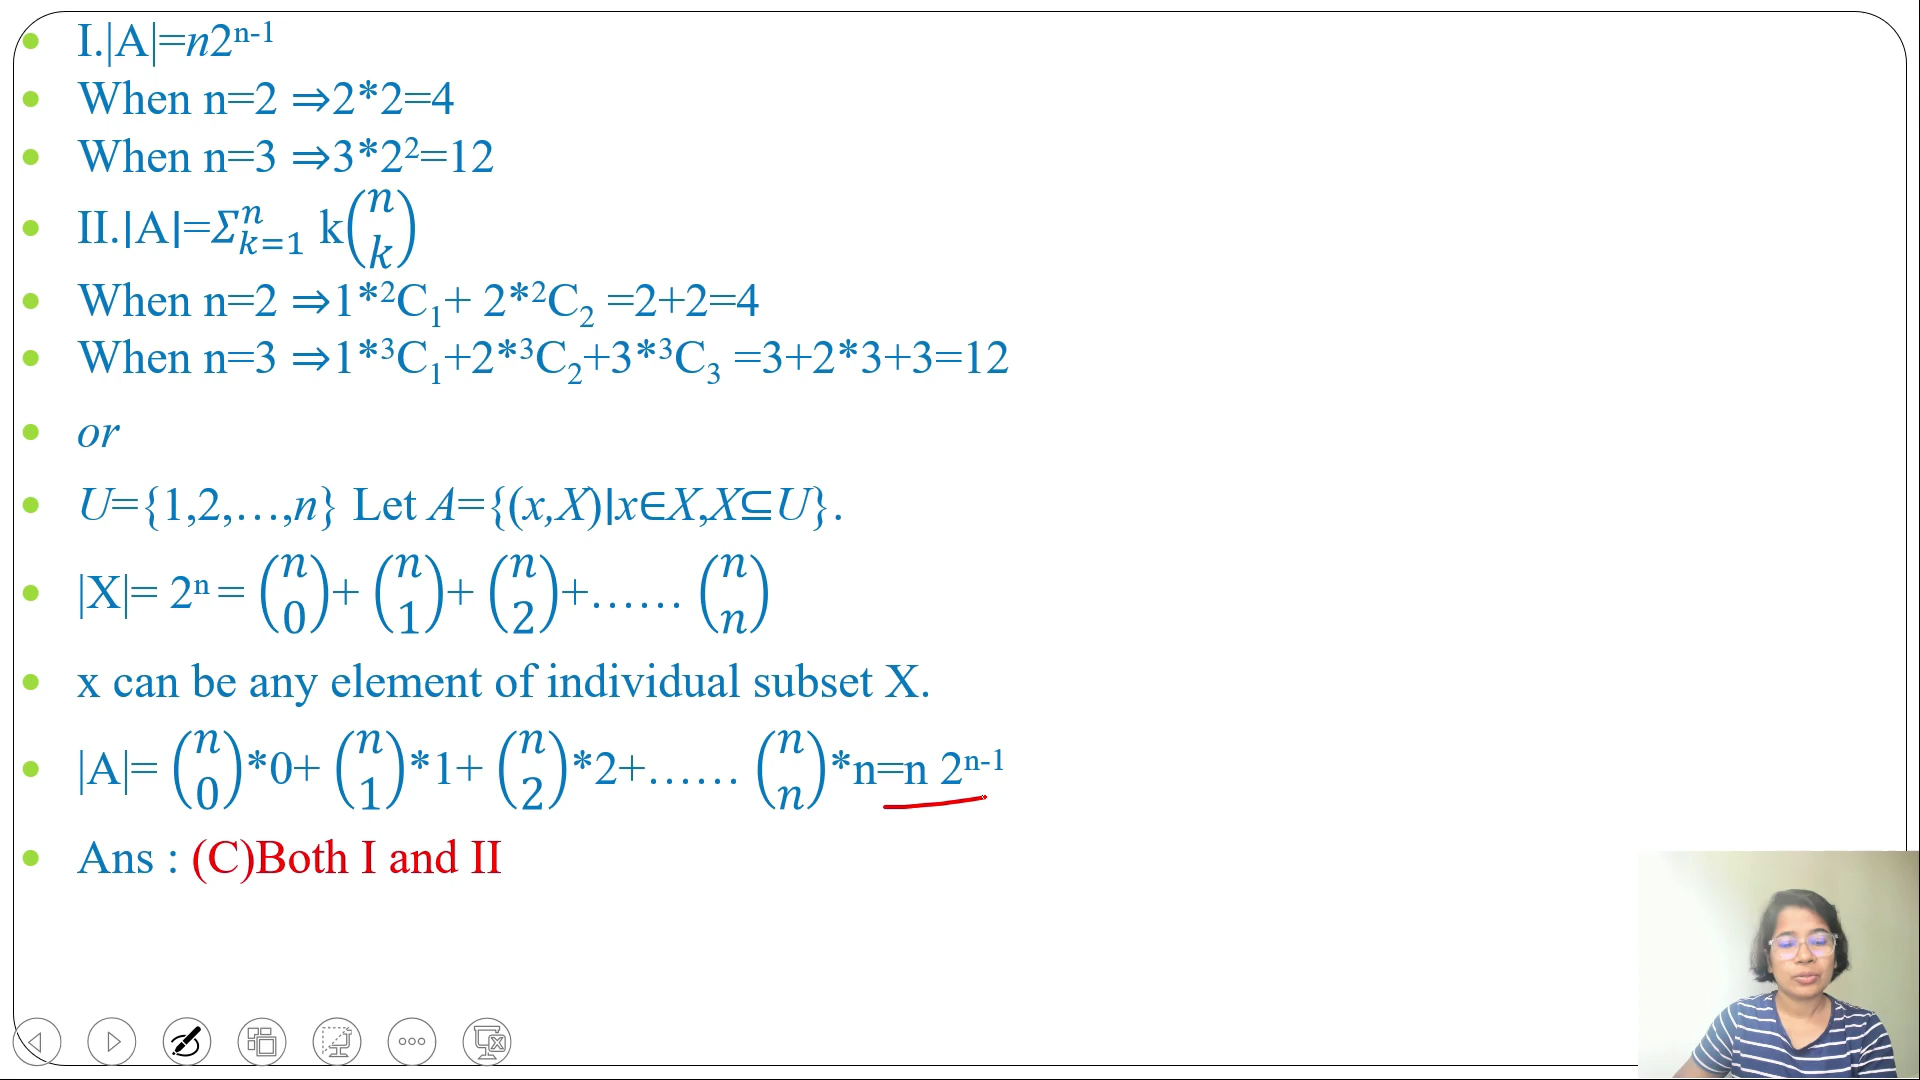 I.|A|=n2ⁿ⁻¹
When n=2 ⇒2*2=4
When n=3 ⇒3*2²=12
II.|A|=Σⁿₖ₌₁ k(n k)
When n=2 ⇒1*²C₁+ 2*²C₂ =2+2=4
When n=3 ⇒1*³C₁+2*³C₂+3*³C₃ =3+2*3+3=12
or
U={1,2,…,n} Let A={(x,X)|x∈X,X⊆U}.
|X|= 2ⁿ = (n 0)+ (n 1)+ (n 2)+…… (n n)
x can be any element of individual subset X.
|A|= (n 0)*0+ (n 1)*1+ (n 2)*2+…… (n n)*n=n 2ⁿ⁻¹
Ans : (C)Both I and II